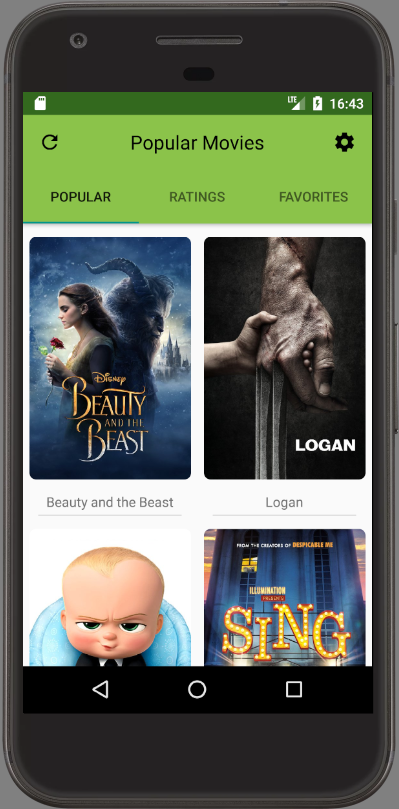 LTE
16:43
Popular Movies
POPULAR
RATINGS
FAVORITES
Disney
BEAUTY
AND THE
BEAST
LOGAN
Beauty and the Beast
Logan
FROM THE CREATORS OF DESPICABLE ME
ILLUMINATION
PRESENTS
SING